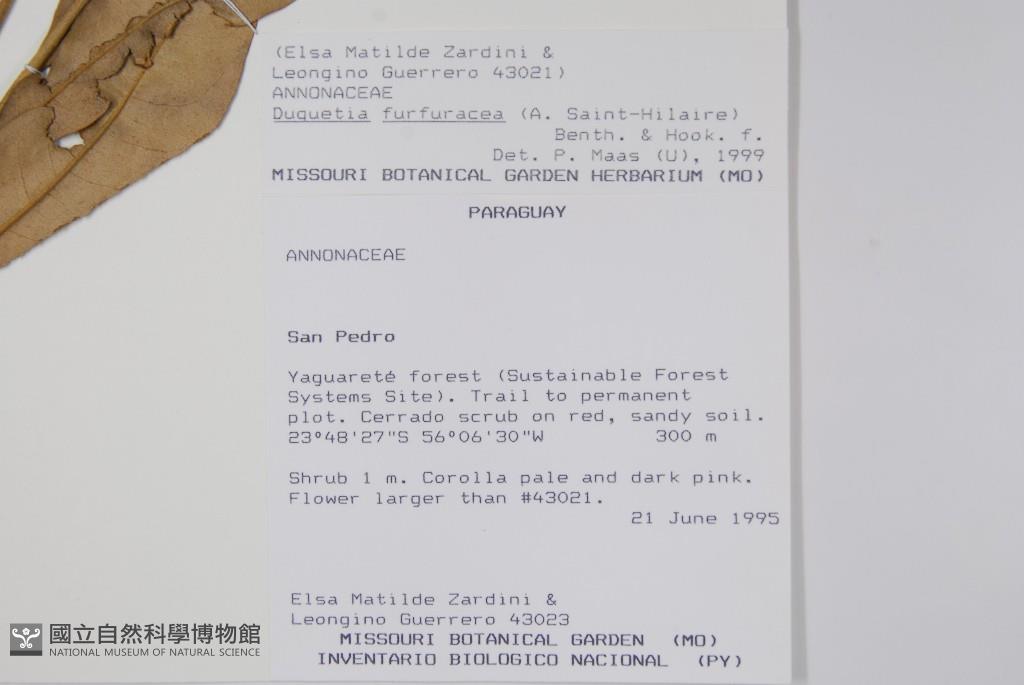 (Elsa Matilde Zardini &
Leongino Guerrero 43021)
ANNONACEAE
Duguetia furfuracea (A. Saint-Hilaire)
Benth. & Hook. f.
Det. P. Maas (U), 1999
MISSOURI BOTANICAL GARDEN HERBARIUM (MO)
PARAGUAY
ANNONACEAE
San Pedro
Yaguareté forest (Sustainable Forest
Systems Site). Trail to permanent
plot. Cerrado scrub on red, sandy soil.
23º48'27"S 56º06'30"W 300 m
Shrub 1 m. Corolla pale and dark pink.
Flower larger than #43021.
21 June 1995
Elsa Matilde Zardini &
Leongino Guerrero 43023
MISSOURI BOTANICAL GARDEN (MO)
INVENTARIO BIOLOGICO NACIONAL (PY)
國立自然科學博物館
NATIONAL MUSEUM OF NATURAL SCIENCE